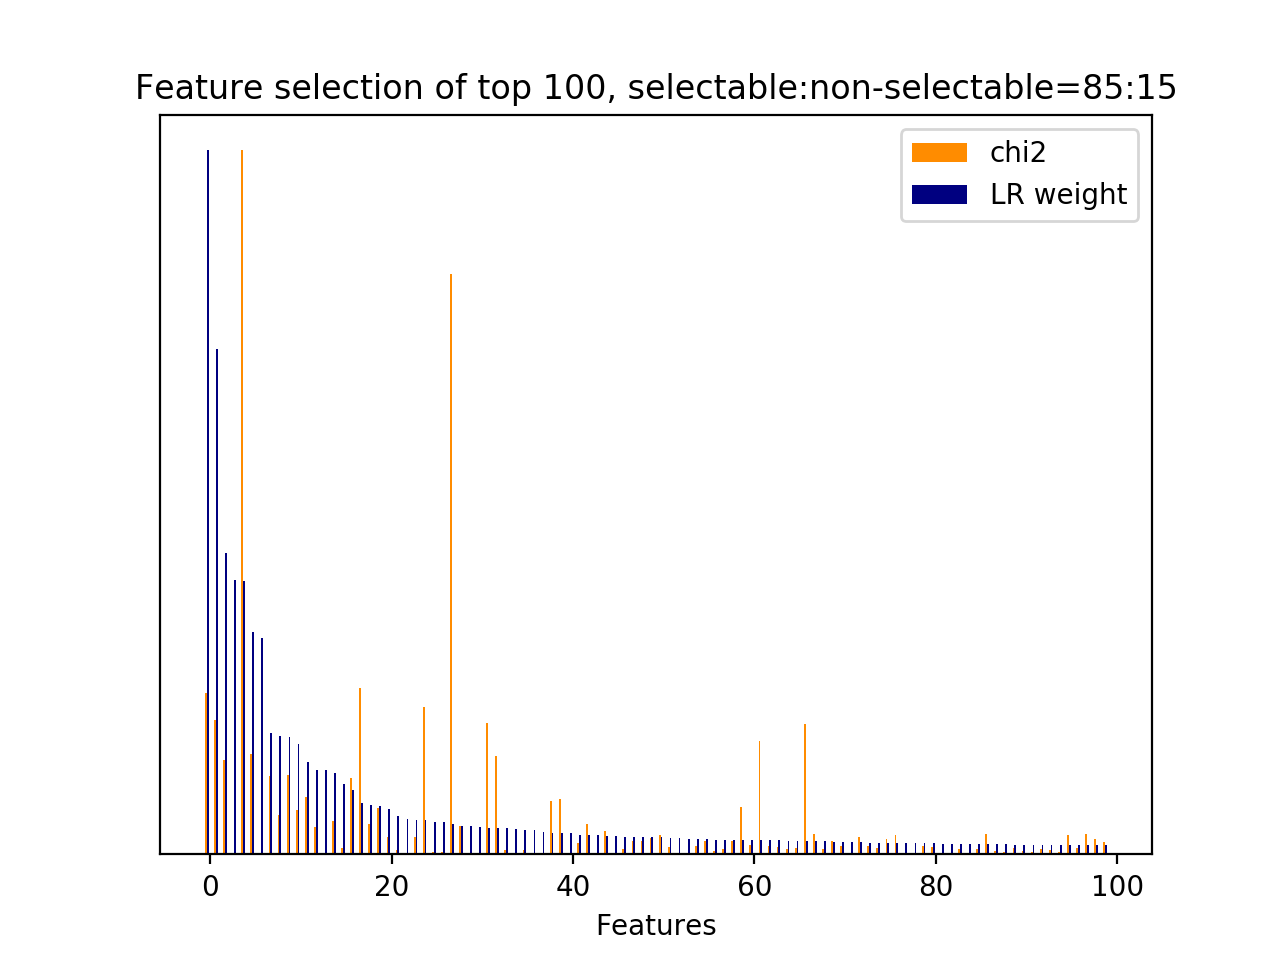 Feature selection of top 100, selectable:non-selectable=85:15
chi2
LR weight
0 20 40 60 80 100
Features